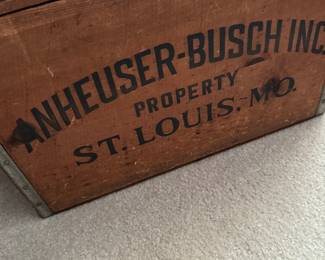 ANHEUSER-BUSCH INC.
PROPERTY
ST. LOUIS.-MO.